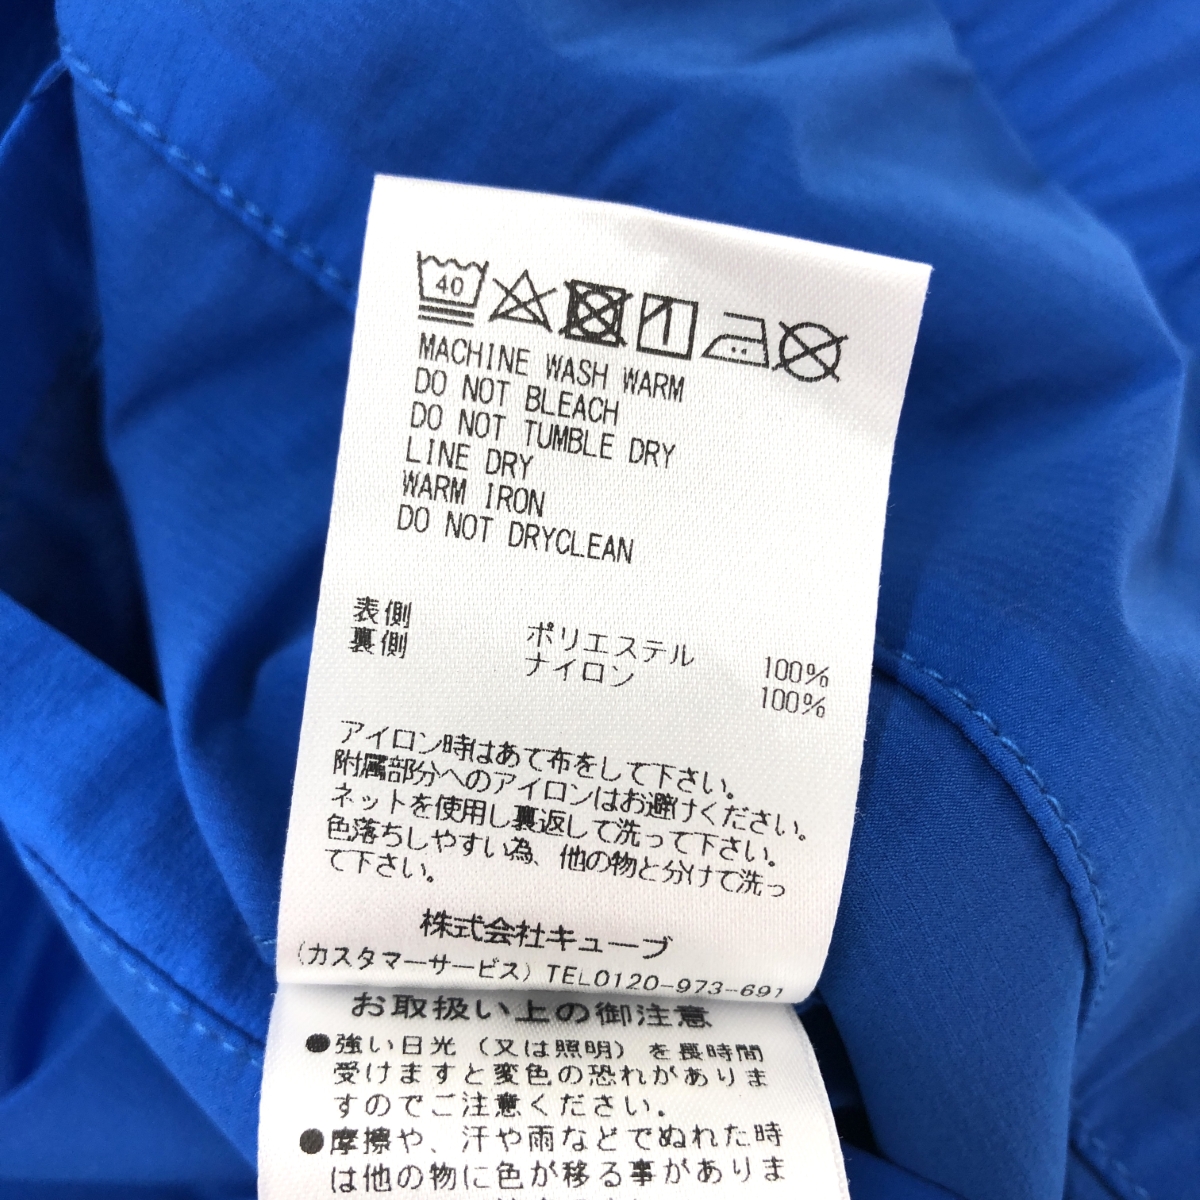 40
MACHINE WASH WARM
DO NOT BLEACH
DO NOT TUMBLE DRY
LINE DRY
WARM IRON
DO NOT DRYCLEAN
表側 ポリエステル 100%
裏側 ナイロン 100%
アイロン時はあて布をして下さい。
附属部分へのアイロンはお避けください。
ネットを使用し裏返して洗って下さい。
色落ちしやすい為、他の物と分けて洗っ
て下さい。
株式会社キューブ
(カスタマーサービス) TEL0120-973-691
お取扱い上の御注意
●強い日光(又は照明)を長時間
受けますと変色の恐れがありま
すのでご注意ください。
●摩擦や、汗や雨などでぬれた時
は他の物に色が移る事がありま